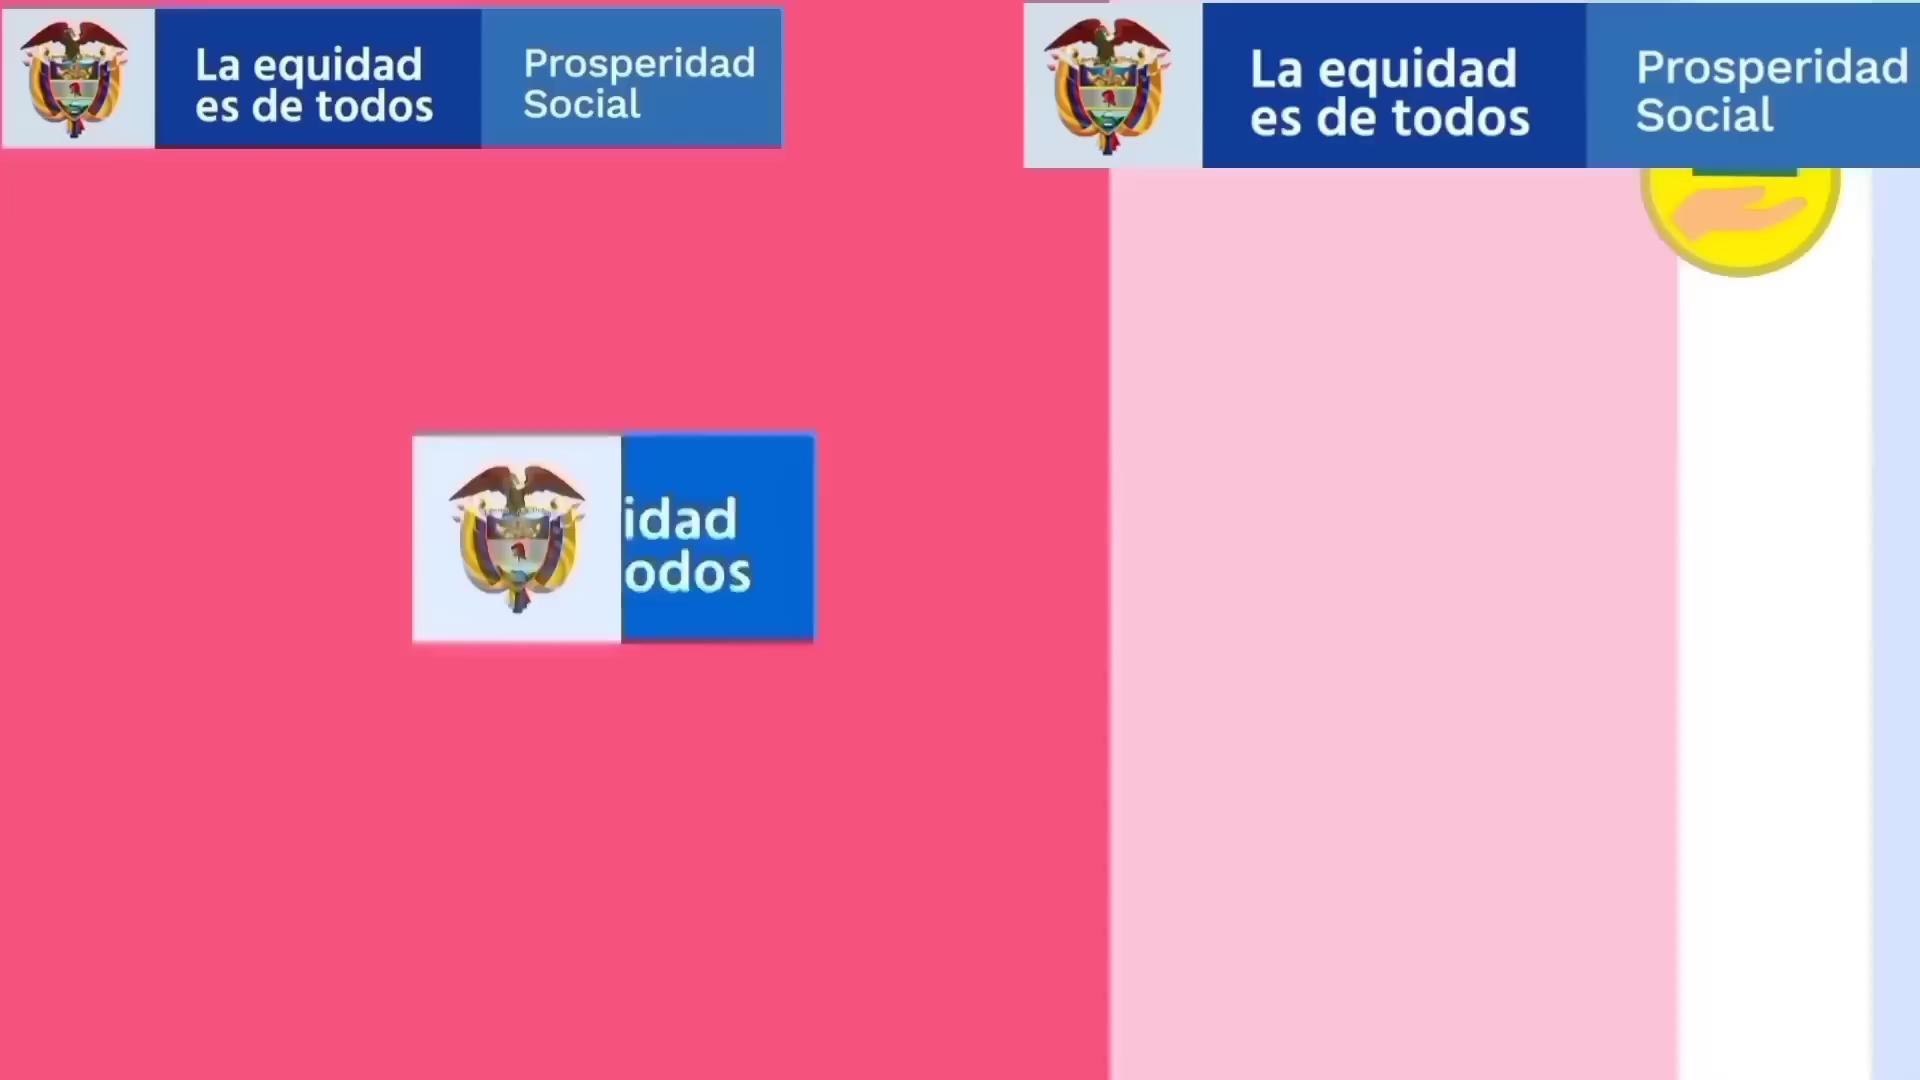 La equidad
es de todos
Prosperidad
Social
La equidad
es de todos
Prosperidad
Social
idad
odos